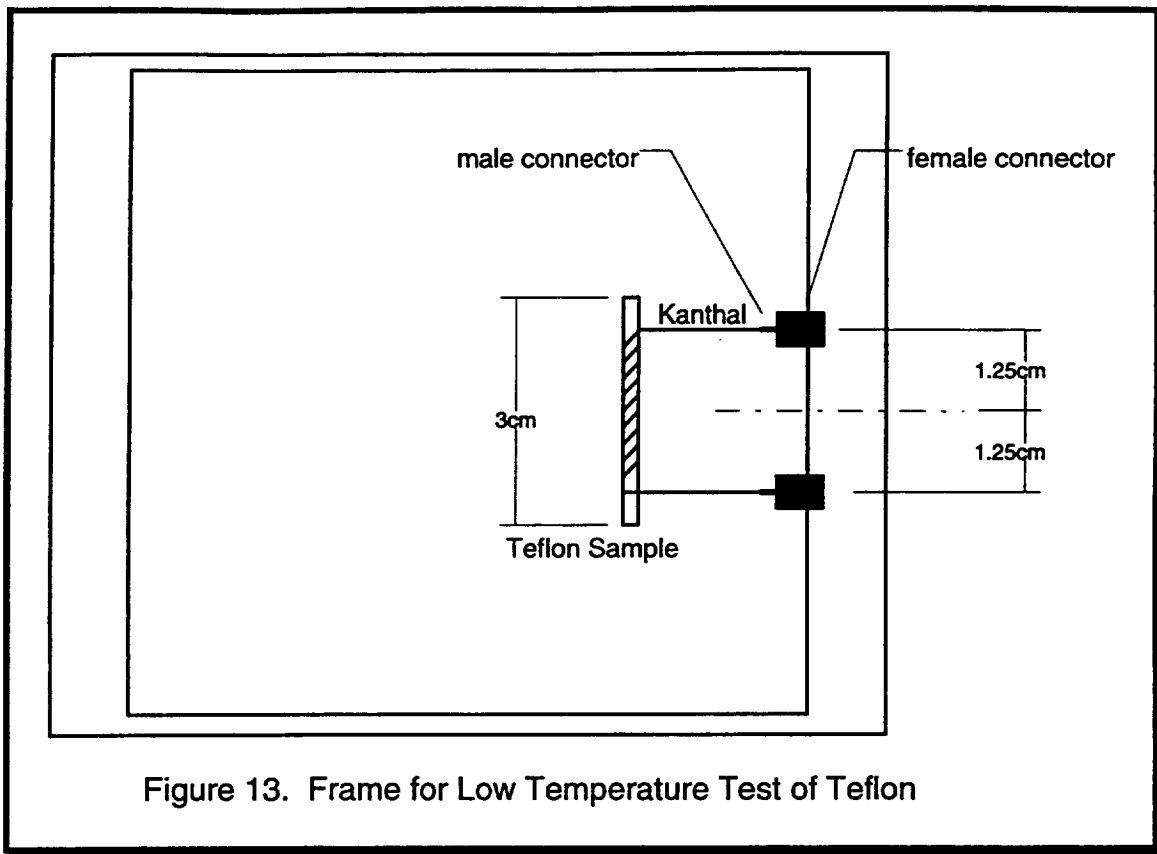 male connector
female connector
Kanthal
1.25cm
3cm
1.25cm
Teflon Sample
Figure 13. Frame for Low Temperature Test of Teflon